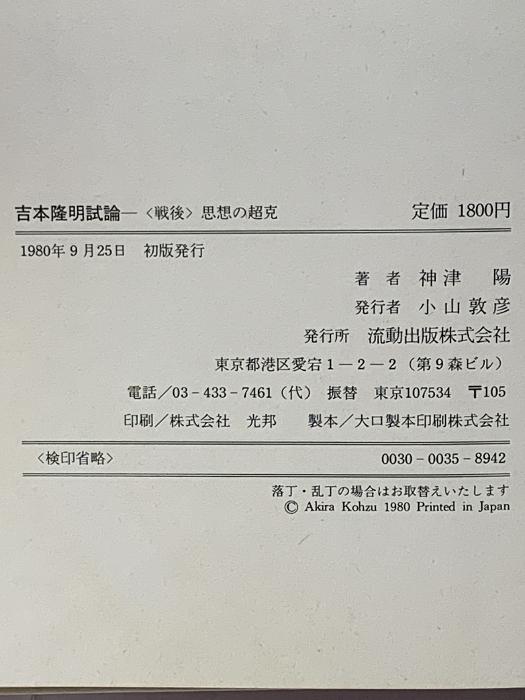 吉本隆明試論―〈戦後〉思想の超克　定価 1800円
1980年9月25日　初版発行
著　者　神津　陽
発行者　小山敦彦
発行所　流動出版株式会社
東京都港区愛宕1－2－2（第9森ビル）
電話／03－433－7461（代）振替　東京107534　〒105
印刷／株式会社　光邦　　製本／大口製本印刷株式会社
〈検印省略〉　0030－0035－8942
落丁・乱丁の場合はお取替えいたします
© Akira Kohzu 1980 Printed in Japan